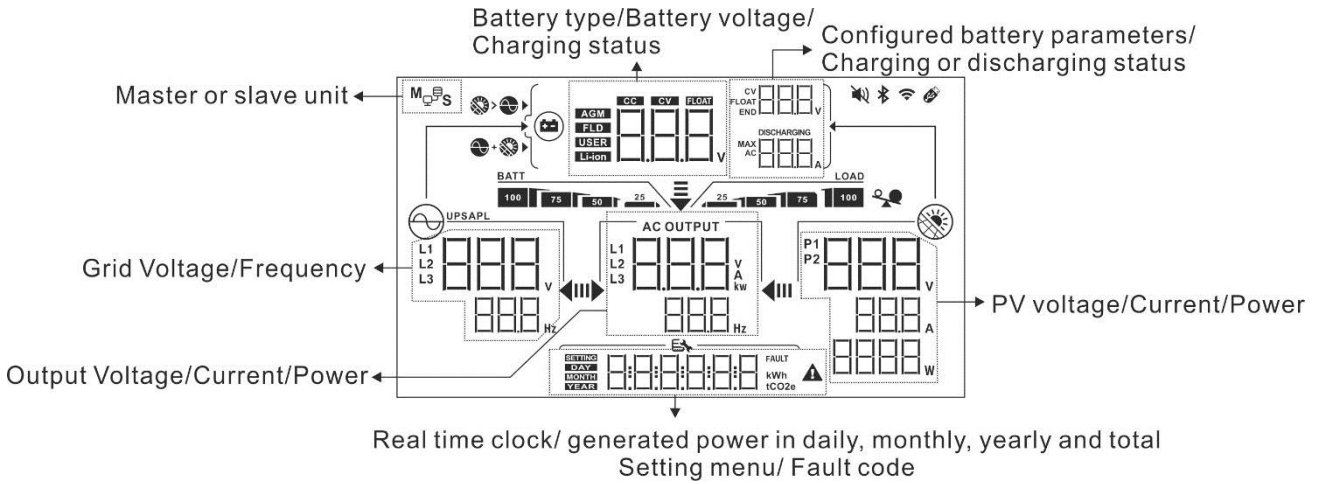 Battery type/Battery voltage/
Charging status
Configured battery parameters/
Charging or discharging status
Master or slave unit
M S
CC CV FLOAT
AGM
FLD
USER
Li-ion
V
CV
FLOAT
END
V
DISCHARGING
MAX
AC
A
BATT
LOAD
100 75 50 25
25 50 75 100
UPSAPL
L1
L2
L3
V
Hz
AC OUTPUT
L1
L2
L3
V
A
kw
Hz
P1
P2
V
A
W
Grid Voltage/Frequency
PV voltage/Current/Power
Output Voltage/Current/Power
SETTING
DAY
MONTH
YEAR
FAULT
kWh
tCO2e
Real time clock/ generated power in daily, monthly, yearly and total
Setting menu/ Fault code